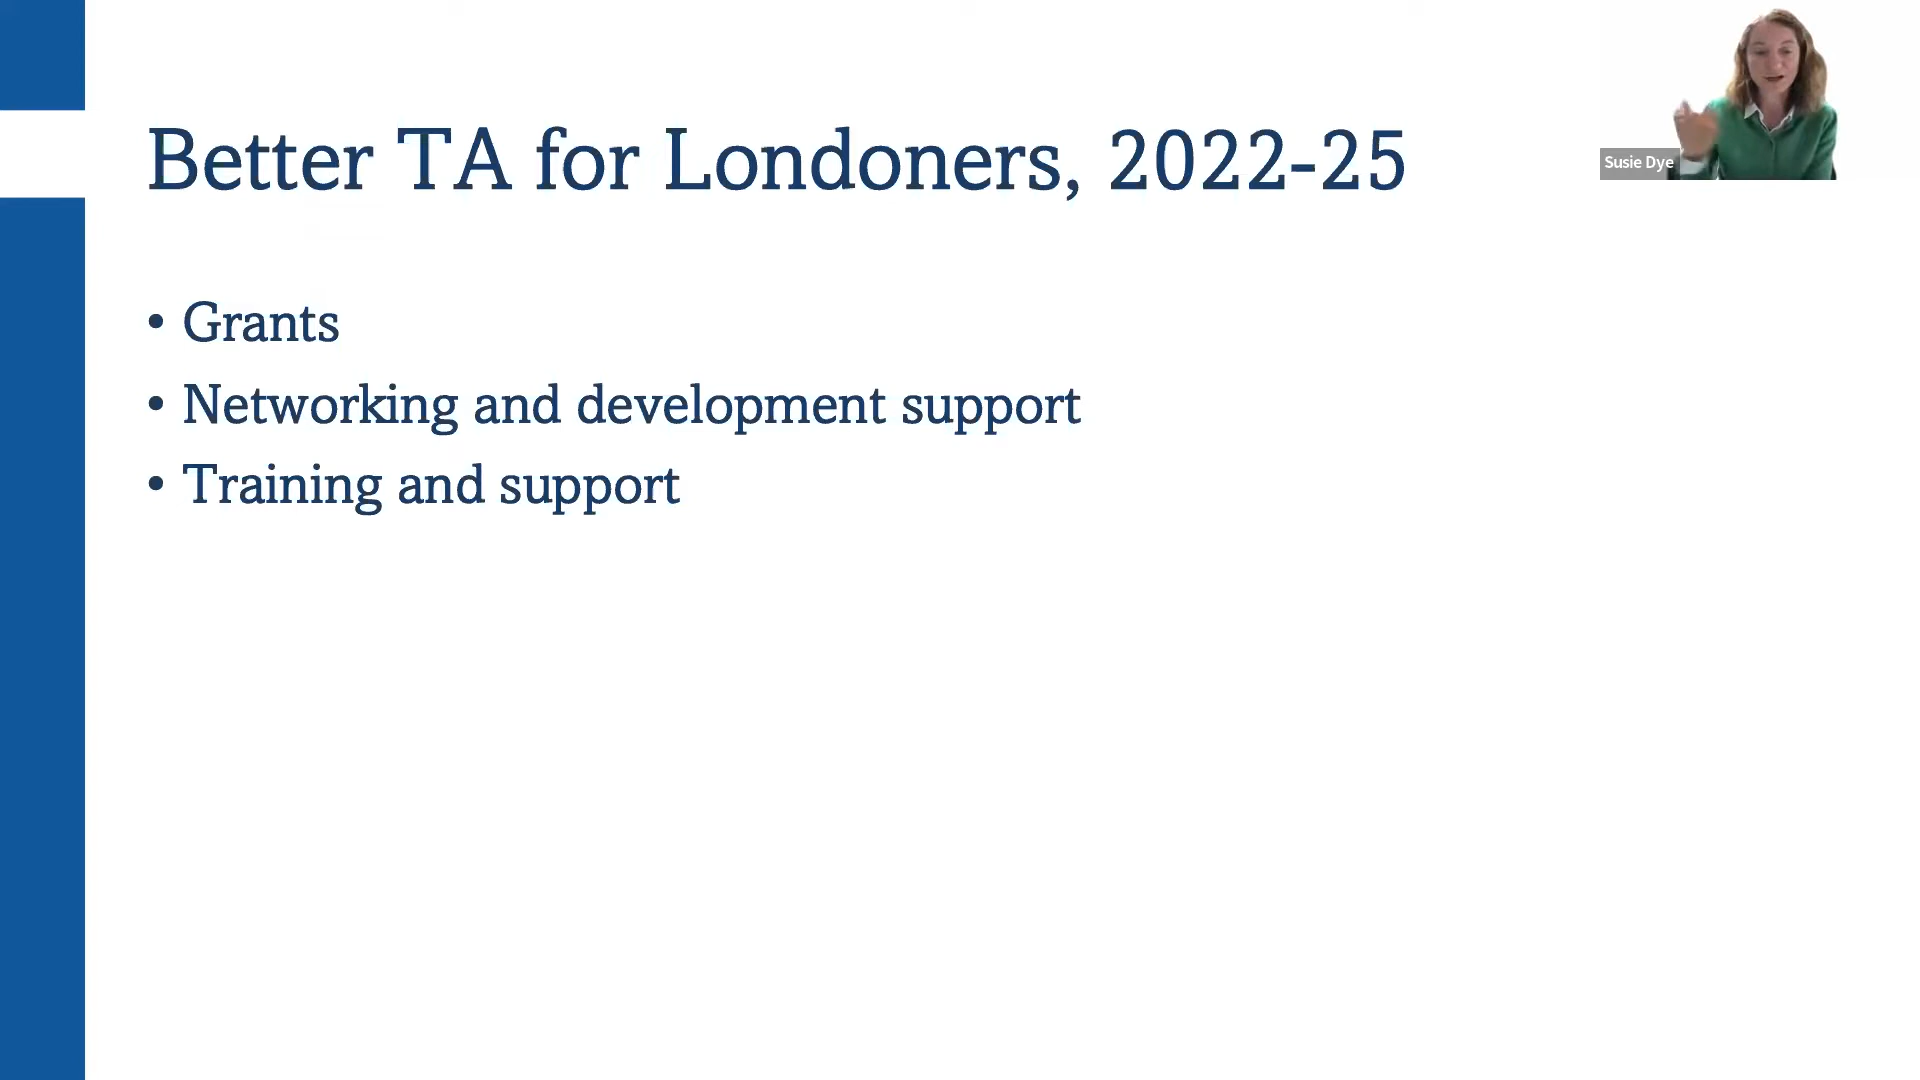 Better TA for Londoners, 2022-25
Susie Dye
• Grants
• Networking and development support
• Training and support